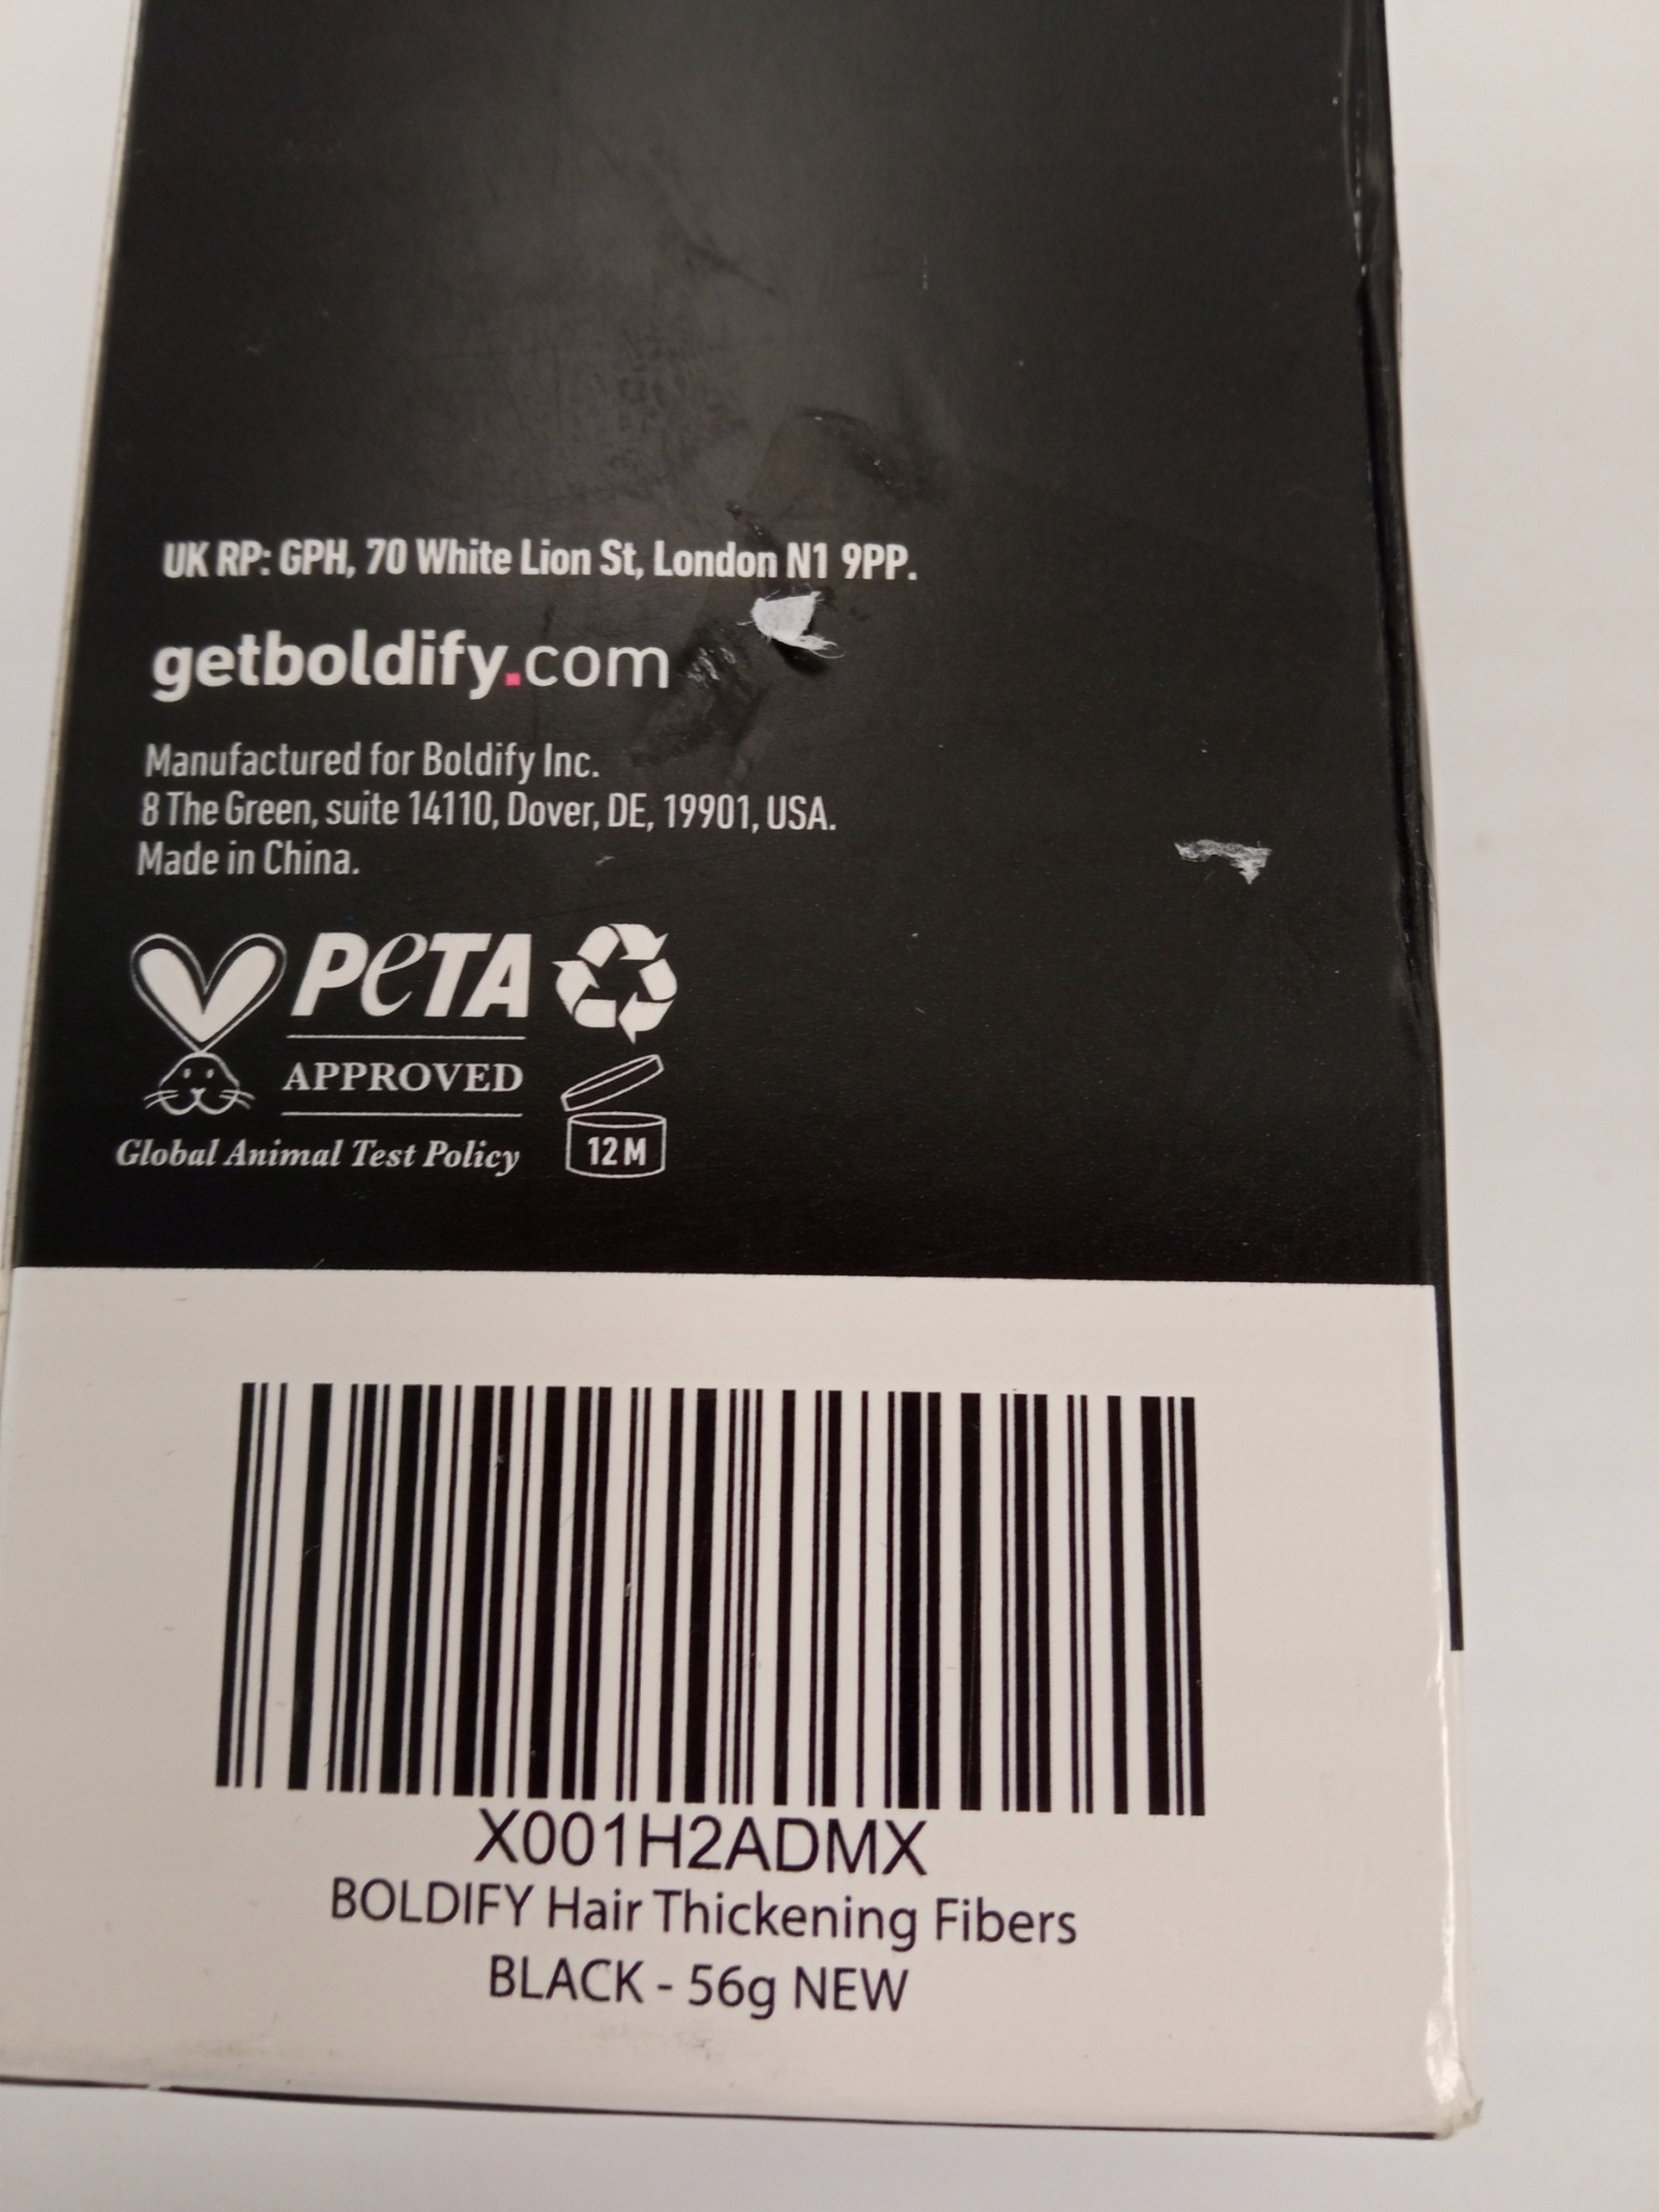 UK RP: GPH, 70 White Lion St, London N1 9PP.
getboldify.com
Manufactured for Boldify Inc.
8 The Green, suite 14110, Dover, DE, 19901, USA.
Made in China.
PeTA
APPROVED
Global Animal Test Policy
12 M
X001H2ADMX
BOLDIFY Hair Thickening Fibers
BLACK - 56g NEW